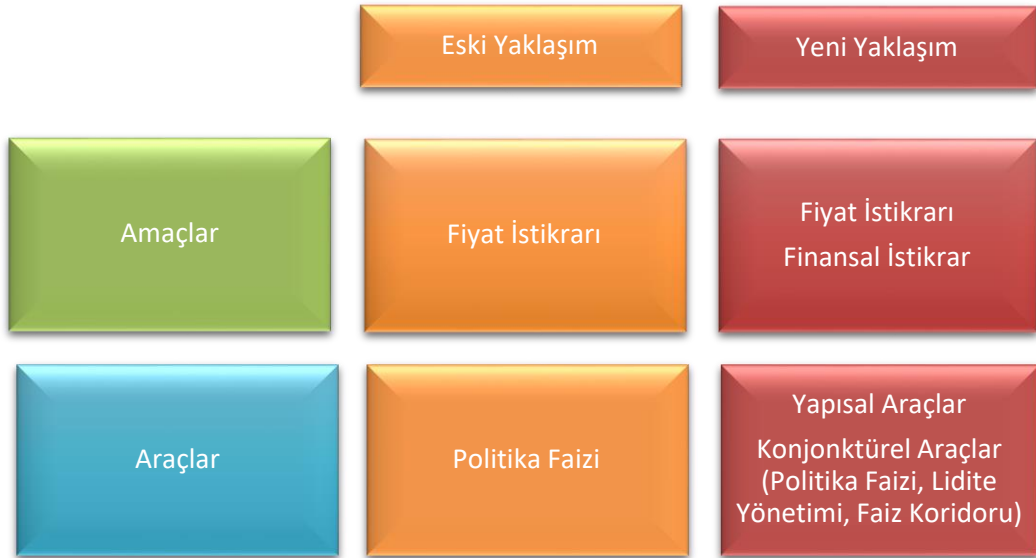 Eski Yaklaşım
Yeni Yaklaşım
Amaçlar
Fiyat İstikrarı
Fiyat İstikrarı
Finansal İstikrar
Araçlar
Politika Faizi
Yapısal Araçlar
Konjonktürel Araçlar
(Politika Faizi, Lidite
Yönetimi, Faiz Koridoru)